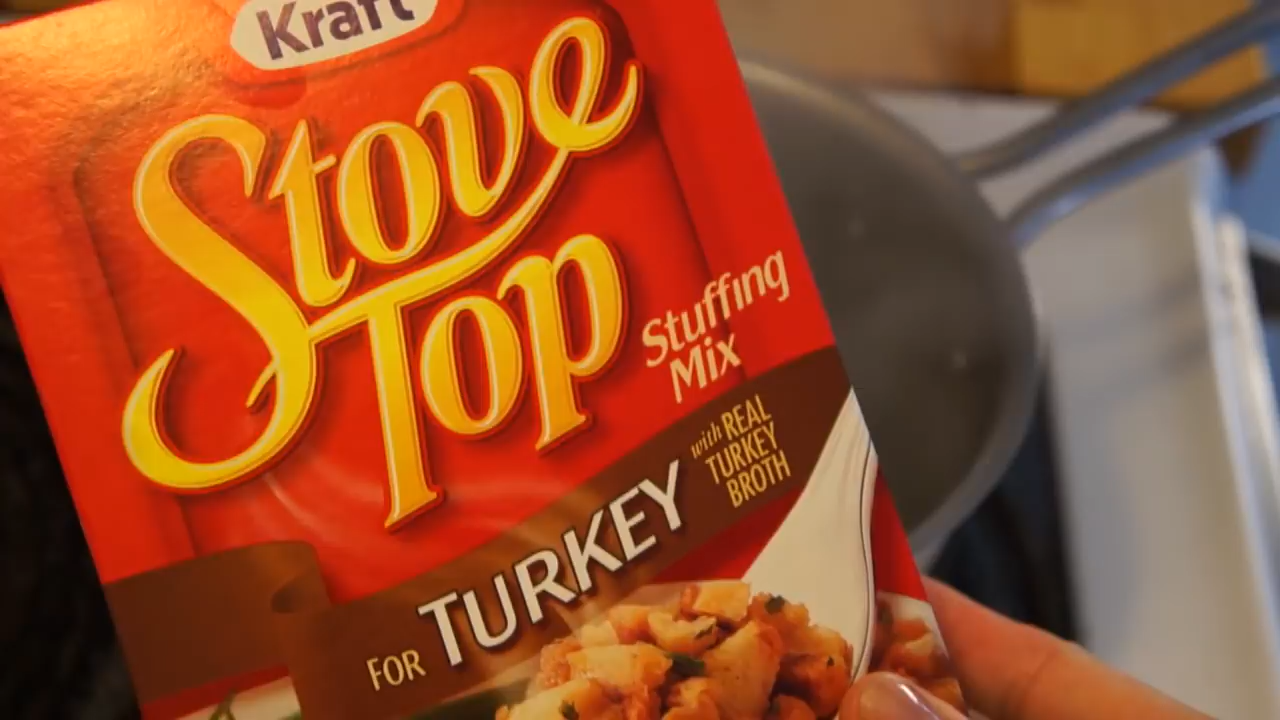 Kraft
Stove
Top
Stuffing
Mix
with REAL
TURKEY
BROTH
FOR TURKEY